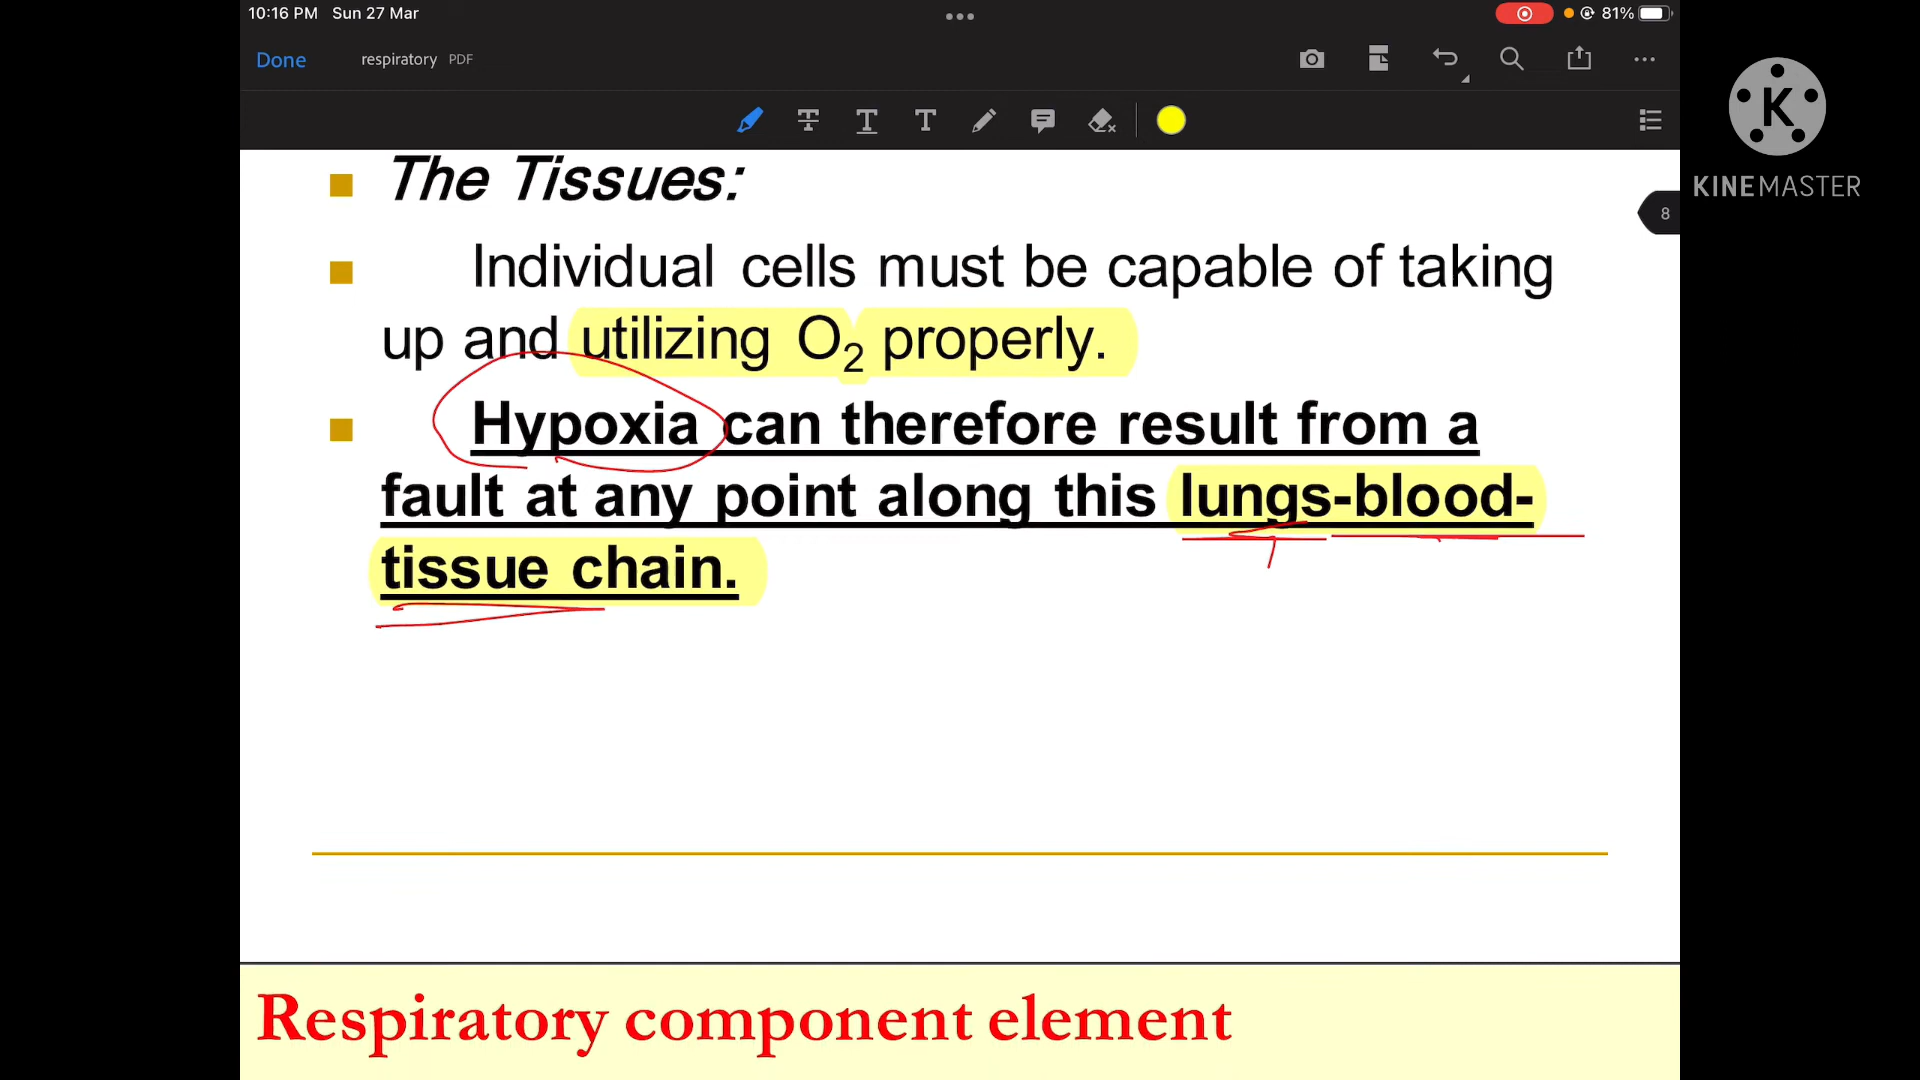 10:16 PM Sun 27 Mar
81%
Done respiratory PDF
K
KINEMASTER
8
The Tissues:
Individual cells must be capable of taking
up and utilizing O₂ properly.
Hypoxia can therefore result from a
fault at any point along this lungs-blood-
tissue chain.
Respiratory component element